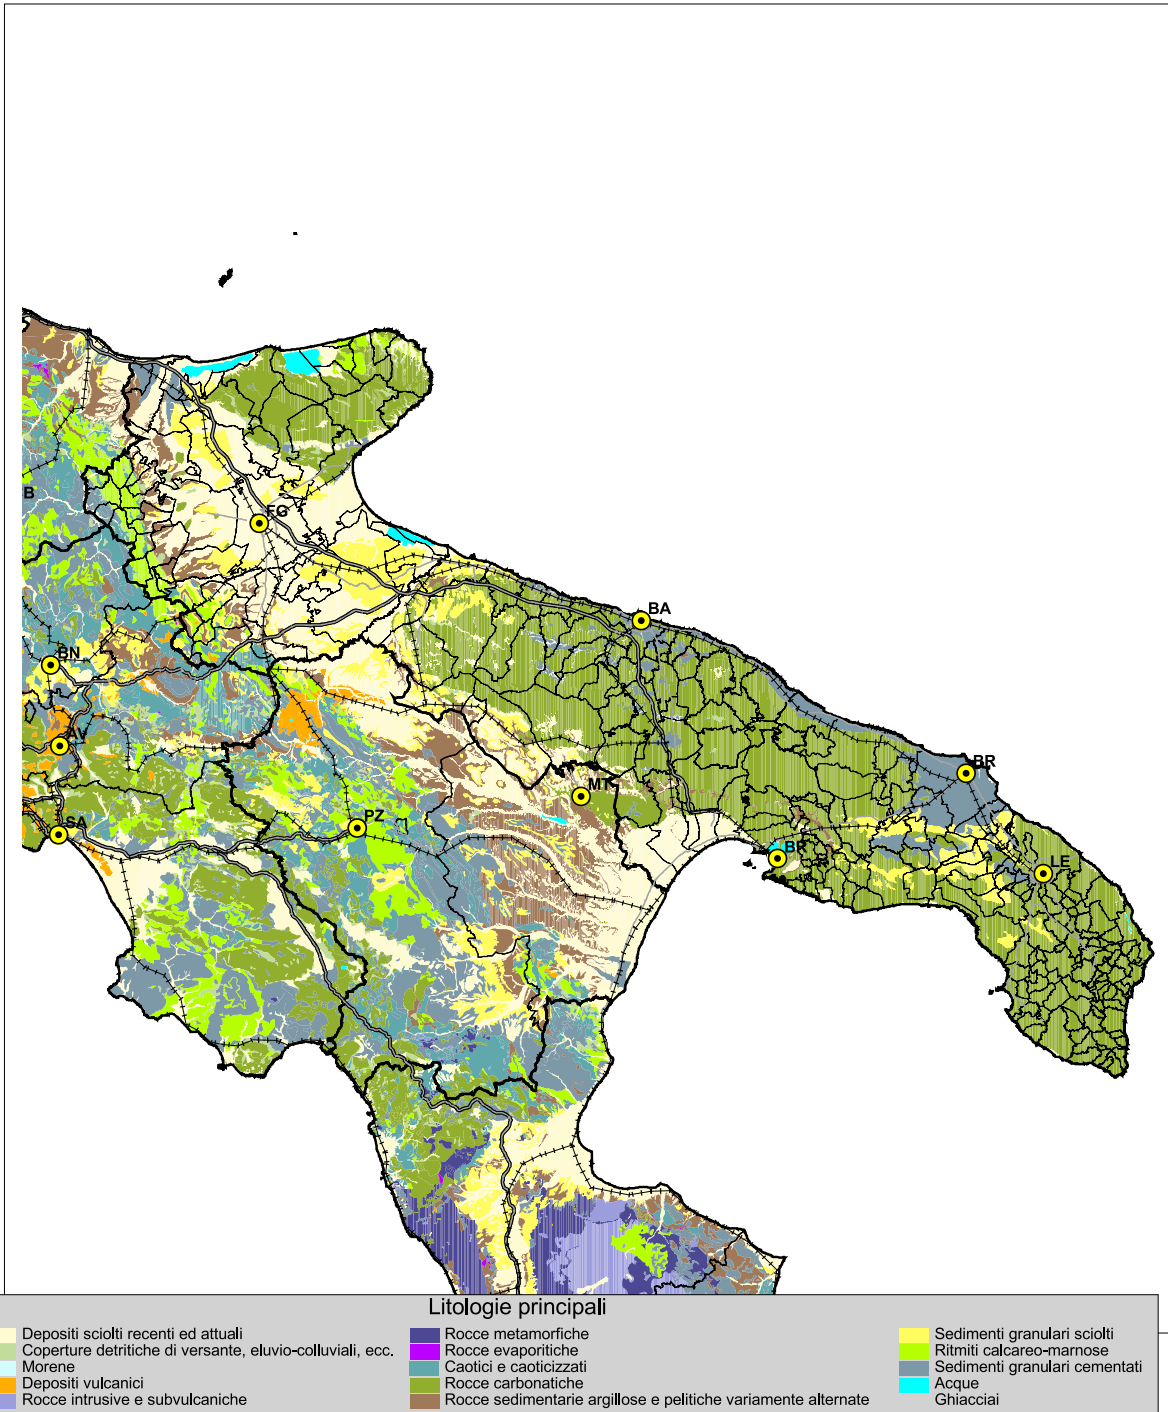 B
FG
BA
BN
AV
BR
MT
PZ
SA
BR
LE
Litologie principali
Depositi sciolti recenti ed attuali
Coperture detritiche di versante, eluvio-colluviali, ecc.
Morene
Depositi vulcanici
Rocce intrusive e subvulcaniche
Rocce metamorfiche
Rocce evaporitiche
Caotici e caoticizzati
Rocce carbonatiche
Rocce sedimentarie argillose e pelitiche variamente alternate
Sedimenti granulari sciolti
Ritmiti calcareo-marnose
Sedimenti granulari cementati
Acque
Ghiacciai